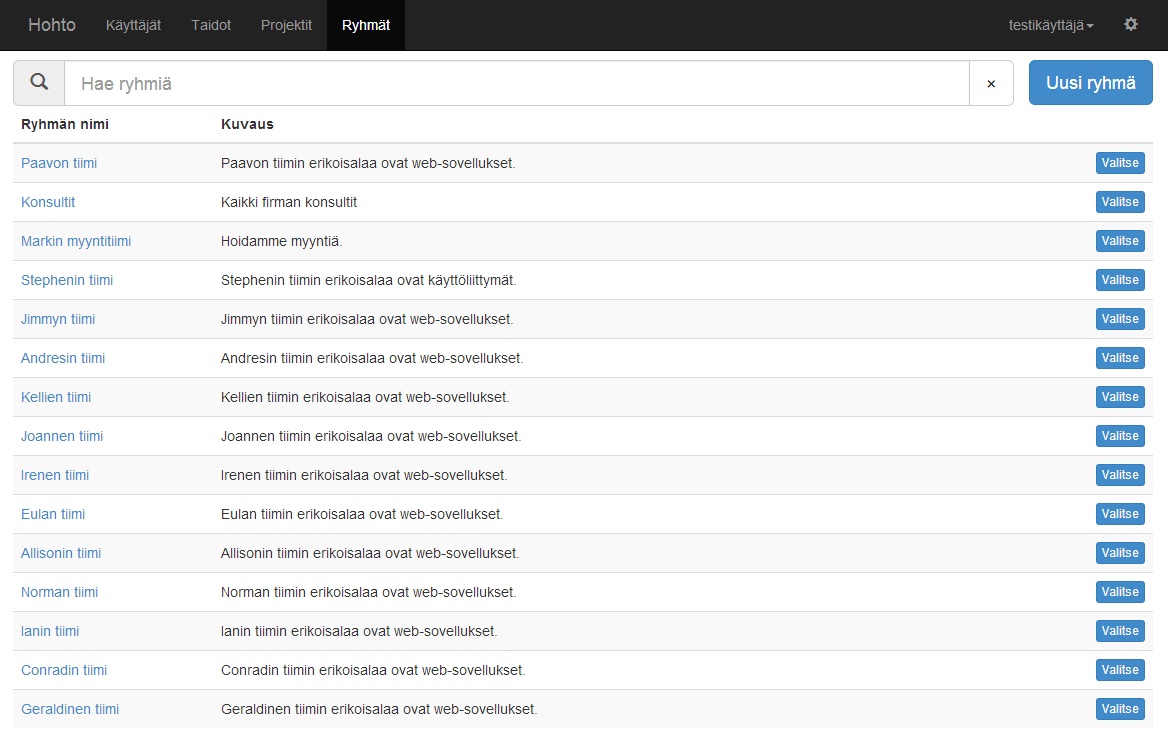 Hohto Käyttäjät Taidot Projektit Ryhmät testikäyttäjä
Hae ryhmiä × Uusi ryhmä
Ryhmän nimi Kuvaus
Paavon tiimi Paavon tiimin erikoisalaa ovat web-sovellukset. Valitse
Konsultit Kaikki firman konsultit Valitse
Markin myyntitiimi Hoidamme myyntiä. Valitse
Stephenin tiimi Stephenin tiimin erikoisalaa ovat käyttöliittymät. Valitse
Jimmyn tiimi Jimmyn tiimin erikoisalaa ovat web-sovellukset. Valitse
Andresin tiimi Andresin tiimin erikoisalaa ovat web-sovellukset. Valitse
Kellien tiimi Kellien tiimin erikoisalaa ovat web-sovellukset. Valitse
Joannen tiimi Joannen tiimin erikoisalaa ovat web-sovellukset. Valitse
Irenen tiimi Irenen tiimin erikoisalaa ovat web-sovellukset. Valitse
Eulan tiimi Eulan tiimin erikoisalaa ovat web-sovellukset. Valitse
Allisonin tiimi Allisonin tiimin erikoisalaa ovat web-sovellukset. Valitse
Norman tiimi Norman tiimin erikoisalaa ovat web-sovellukset. Valitse
Ianin tiimi Ianin tiimin erikoisalaa ovat web-sovellukset. Valitse
Conradin tiimi Conradin tiimin erikoisalaa ovat web-sovellukset. Valitse
Geraldinen tiimi Geraldinen tiimin erikoisalaa ovat web-sovellukset. Valitse